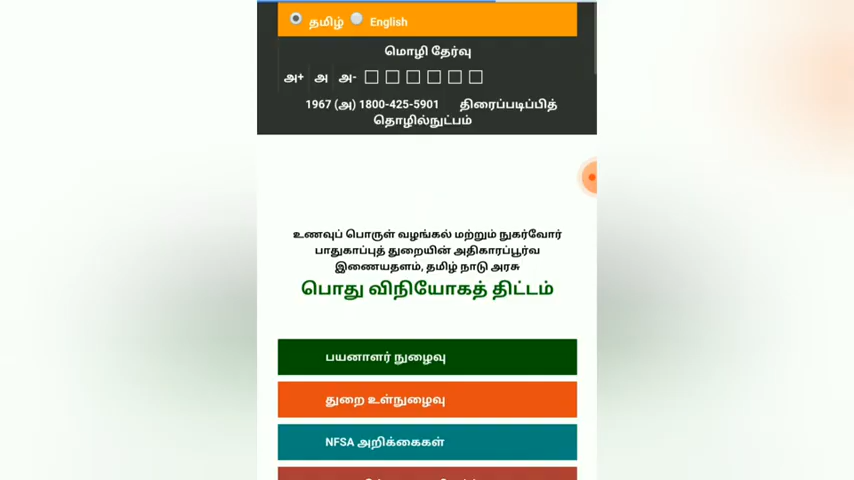 தமிழ் English
மொழி தேர்வு
அ+ அ அ-
1967 (அ) 1800-425-5901 திரைப்படிப்பித்
தொழில்நுட்பம்
உணவுப் பொருள் வழங்கல் மற்றும் நுகர்வோர்
பாதுகாப்புத் துறையின் அதிகாரப்பூர்வ
இணையதளம், தமிழ் நாடு அரசு
பொது விநியோகத் திட்டம்
பயனாளர் நுழைவு
துறை உள்நுழைவு
NFSA அறிக்கைகள்